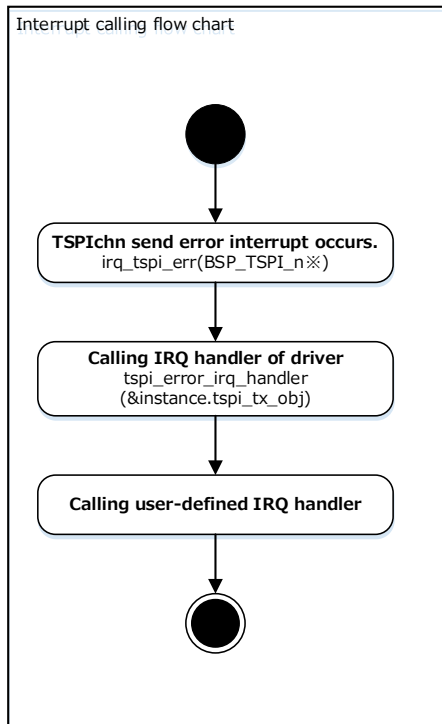 Interrupt calling flow chart
TSPIchn send error interrupt occurs.
irq_tspi_err(BSP_TSPI_n※)
Calling IRQ handler of driver
tspi_error_irq_handler
(&instance.tspi_tx_obj)
Calling user-defined IRQ handler